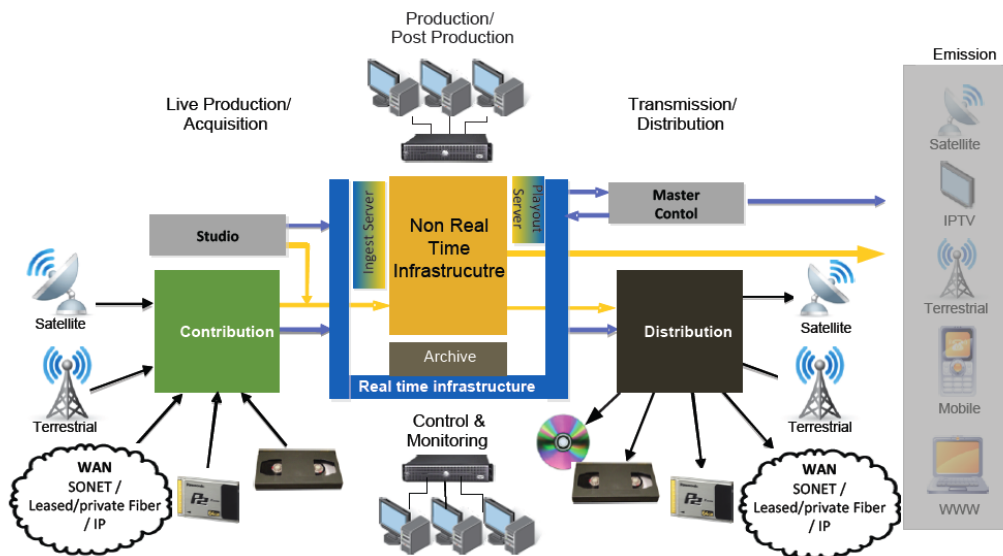 Production/
Post Production
Emission
Live Production/
Acquisition
Transmission/
Distribution
Satellite
IPTV
Terrestrial
Mobile
WWW
Ingest Server
Playout
Server
Non Real
Time
Infrastrucutre
Master
Contol
Studio
Satellite
Contribution
Archive
Real time infrastructure
Distribution
Satellite
Terrestrial
Terrestrial
Control &
Monitoring
WAN
SONET /
Leased/private Fiber
/ IP
P2
P2
WAN
SONET /
Leased/private Fiber
/ IP